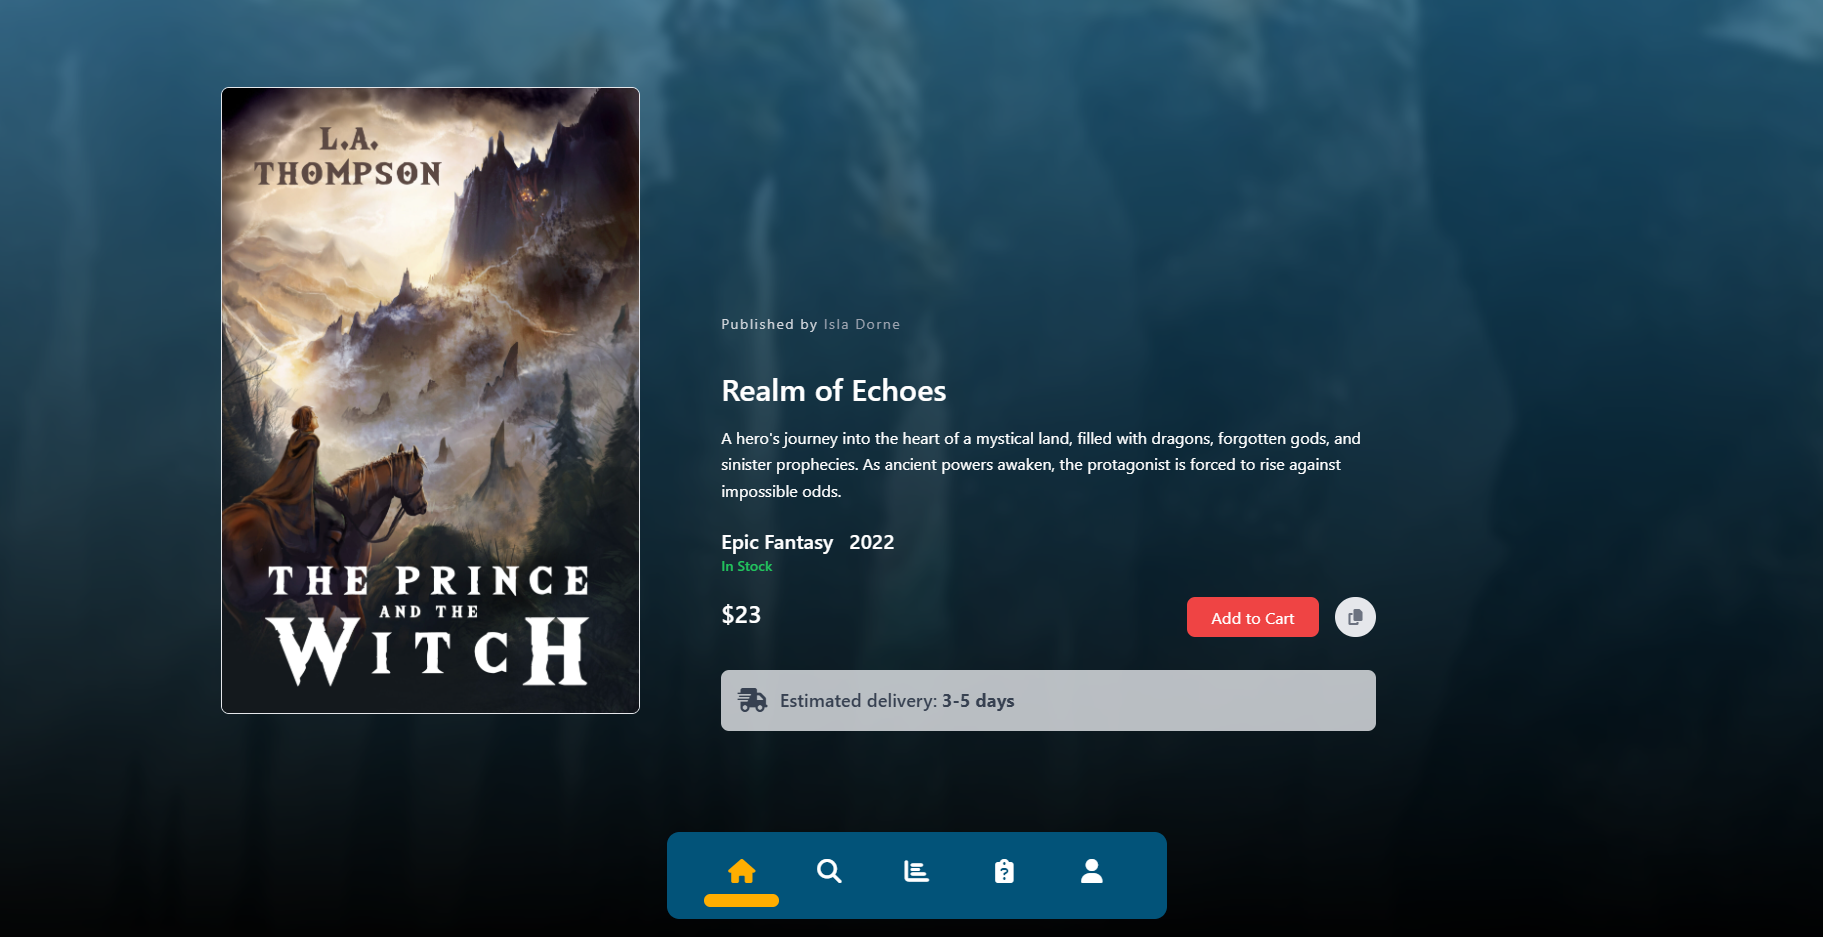 L.A.
THOMPSON
THE PRINCE
AND THE
WITCH
Published by Isla Dorne
Realm of Echoes
A hero's journey into the heart of a mystical land, filled with dragons, forgotten gods, and
sinister prophecies. As ancient powers awaken, the protagonist is forced to rise against
impossible odds.
Epic Fantasy 2022
In Stock
$23
Add to Cart
Estimated delivery: 3-5 days